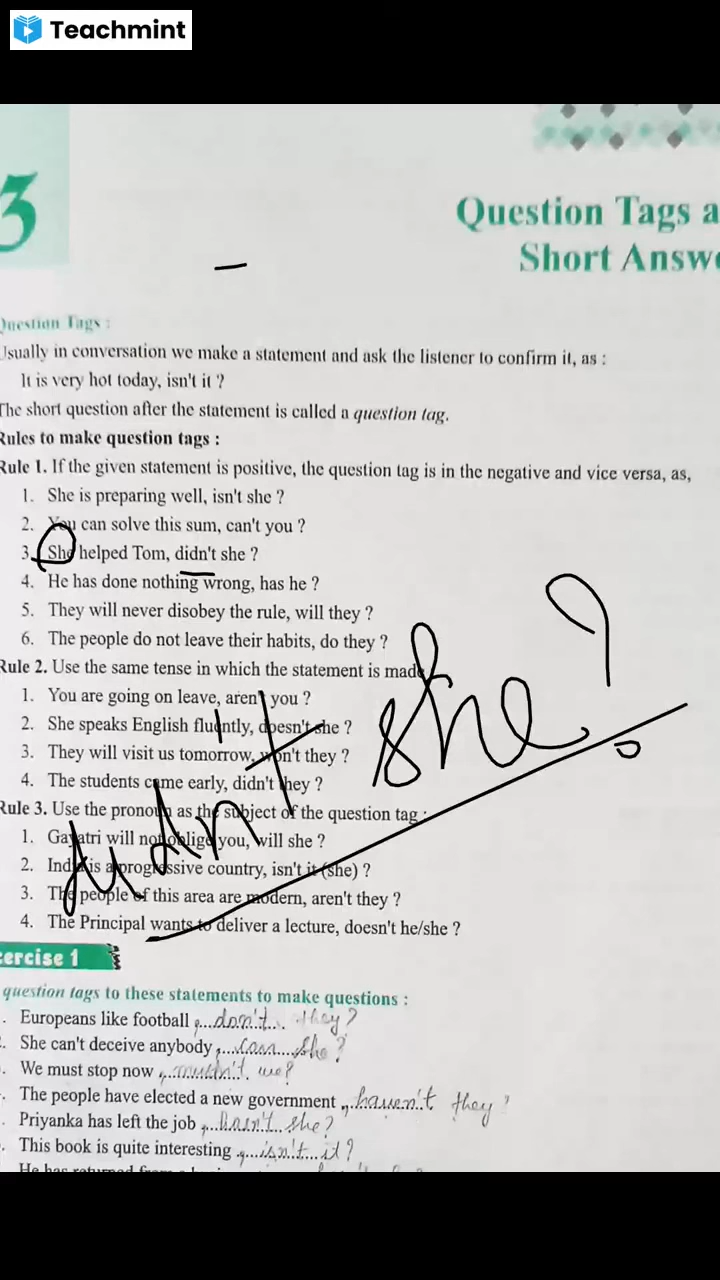 Teachmint
3
Question Tags a
Short Answe
Question Tags :
Usually in conversation we make a statement and ask the listener to confirm it, as :
It is very hot today, isn't it ?
The short question after the statement is called a question tag.
Rules to make question tags :
Rule 1. If the given statement is positive, the question tag is in the negative and vice versa, as,
1. She is preparing well, isn't she ?
2. You can solve this sum, can't you ?
3. She helped Tom, didn't she ?
4. He has done nothing wrong, has he ?
5. They will never disobey the rule, will they ?
6. The people do not leave their habits, do they ?
Rule 2. Use the same tense in which the statement is made
1. You are going on leave, aren't you ?
2. She speaks English fluently, doesn't she ?
3. They will visit us tomorrow, won't they ?
4. The students came early, didn't they ?
Rule 3. Use the pronoun as the subject of the question tag :
1. Gayatri will not oblige you, will she ?
2. India is a progressive country, isn't it (she) ?
3. The people of this area are modern, aren't they ?
4. The Principal wants to deliver a lecture, doesn't he/she ?
didn't she?
ercise 1
question tags to these statements to make questions :
. Europeans like football ,...don't... they?
. She can't deceive anybody ,...can...she?
. We must stop now ,...mustn't. we?
. The people have elected a new government ,...haven't they?
. Priyanka has left the job ,...hasn't...she?
. This book is quite interesting ,...isn't...it?